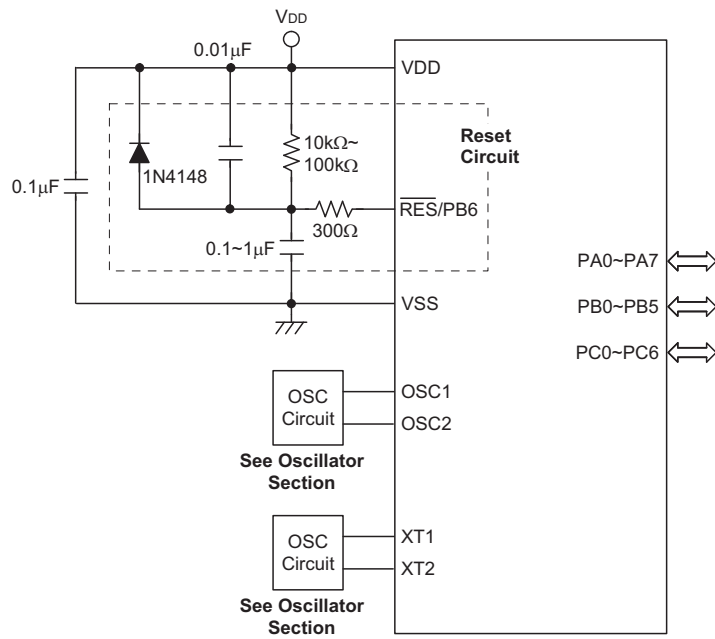 VDD
0.01μF
VDD
Reset
Circuit
10kΩ~
100kΩ
1N4148
0.1μF
RES/PB6
300Ω
0.1~1μF
PA0~PA7
VSS
PB0~PB5
PC0~PC6
OSC
Circuit
OSC1
OSC2
See Oscillator
Section
OSC
Circuit
XT1
XT2
See Oscillator
Section